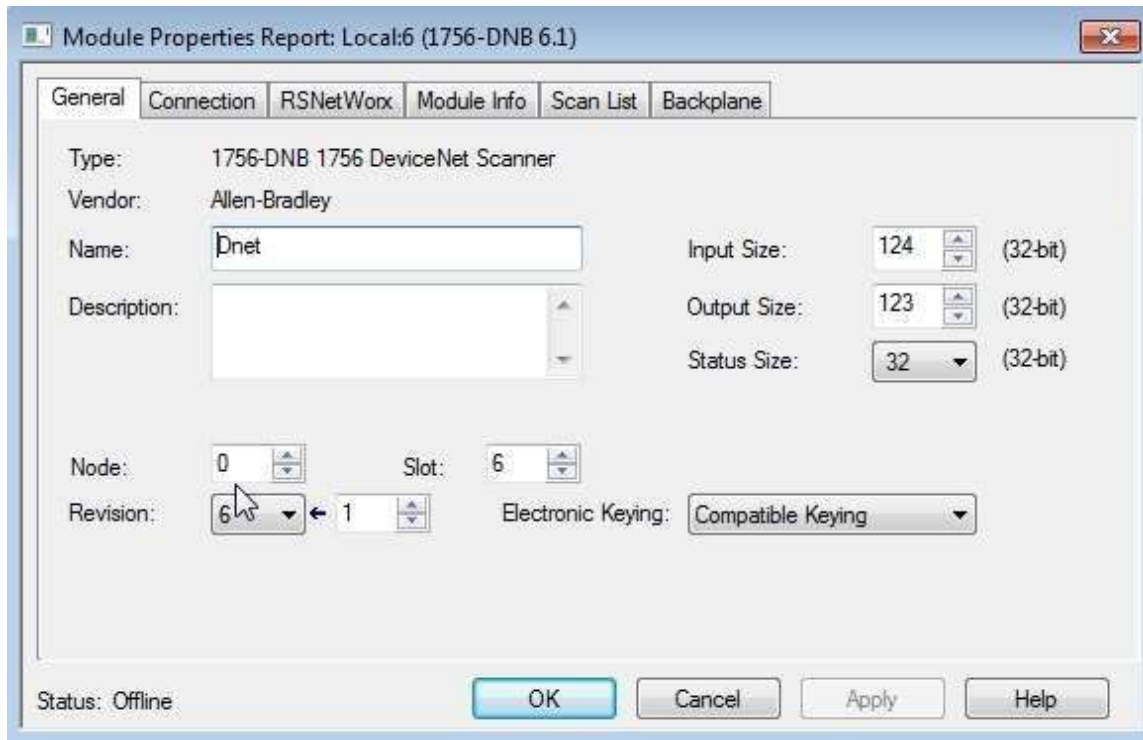 Module Properties Report: Local:6 (1756-DNB 6.1)
General Connection RSNetWorx Module Info Scan List Backplane
Type: 1756-DNB 1756 DeviceNet Scanner
Vendor: Allen-Bradley
Name: Dnet Input Size: 124 (32-bit)
Description: Output Size: 123 (32-bit)
Status Size: 32 (32-bit)
Node: 0 Slot: 6
Revision: 6 1 Electronic Keying: Compatible Keying
Status: Offline OK Cancel Apply Help